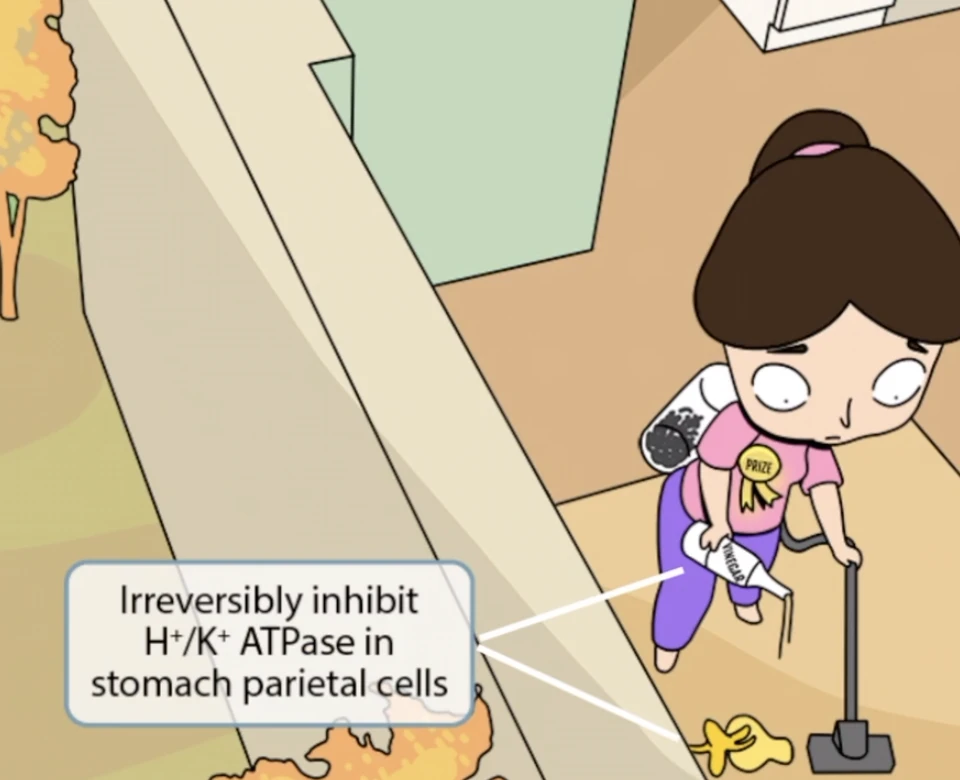 PRIZE
VINEGAR
Irreversibly inhibit
H⁺/K⁺ ATPase in
stomach parietal cells